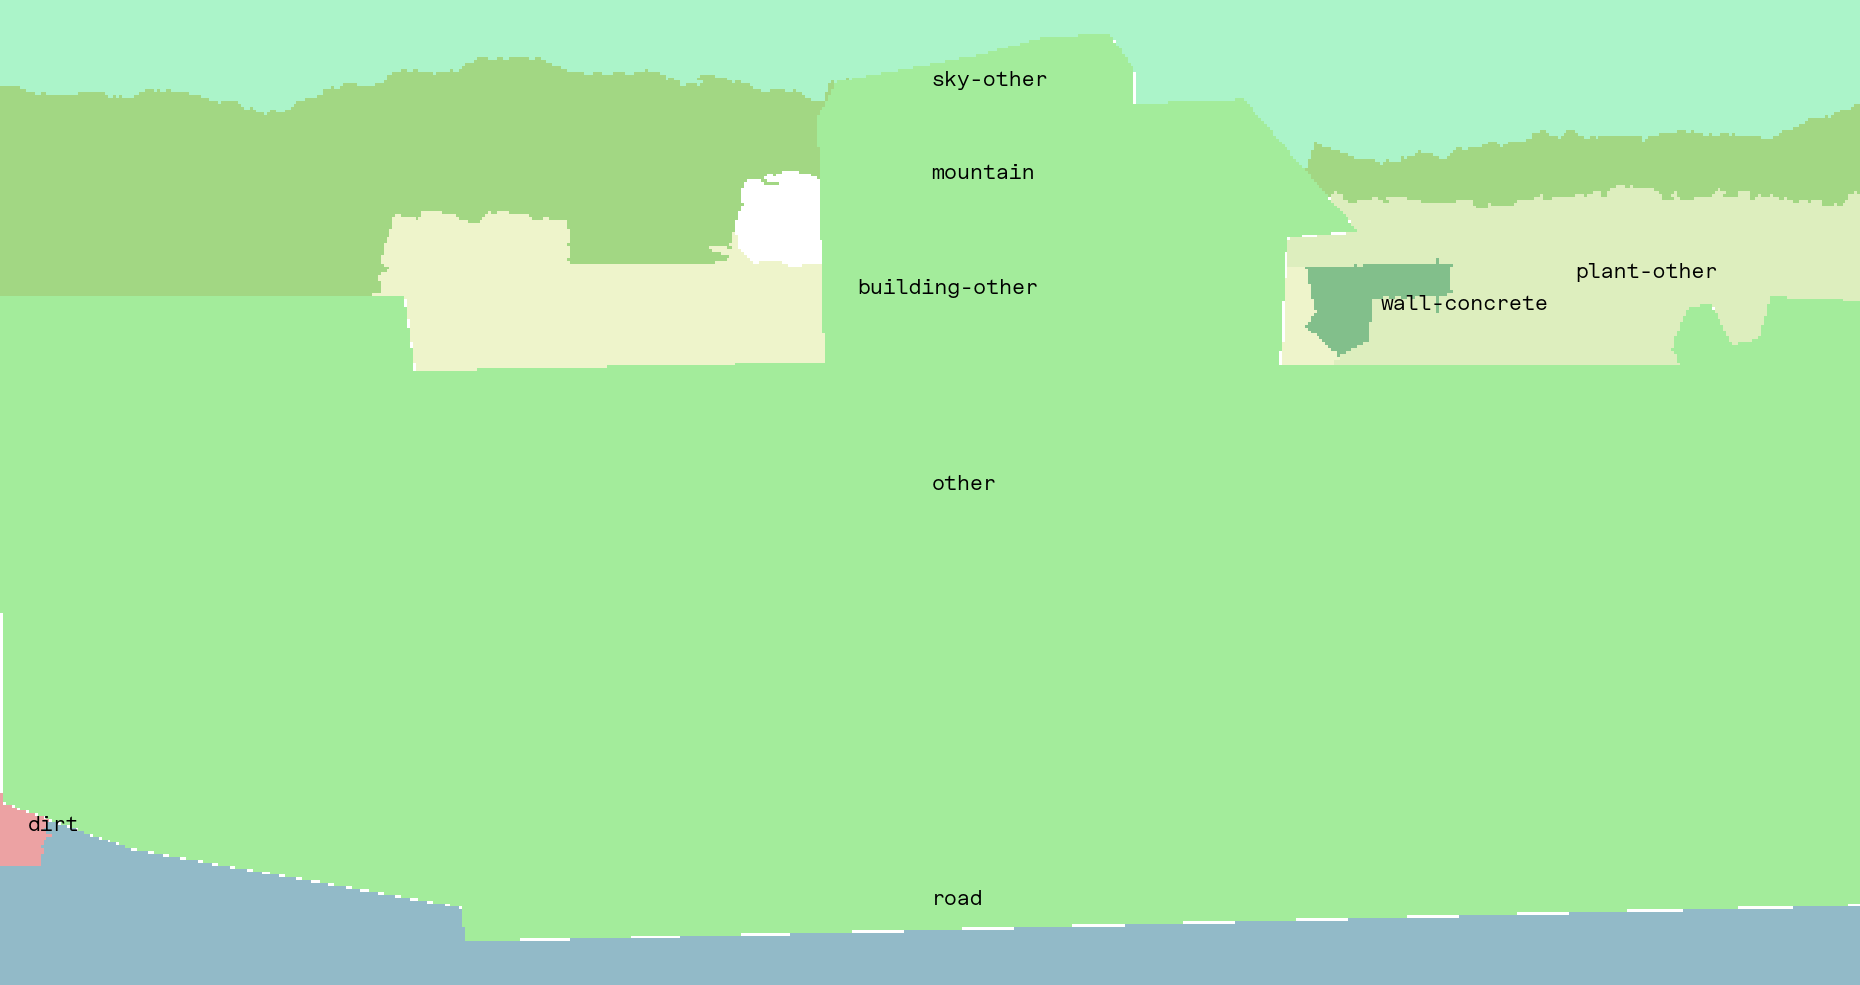 sky-other
mountain
plant-other
building-other
wall-concrete
other
dirt
road